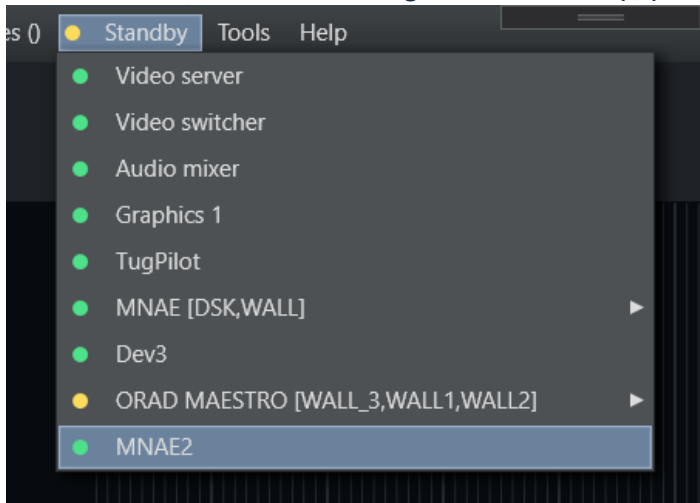 es () Standby Tools Help
Video server
Video switcher
Audio mixer
Graphics 1
TugPilot
MNAE [DSK,WALL]
Dev3
ORAD MAESTRO [WALL_3,WALL1,WALL2]
MNAE2